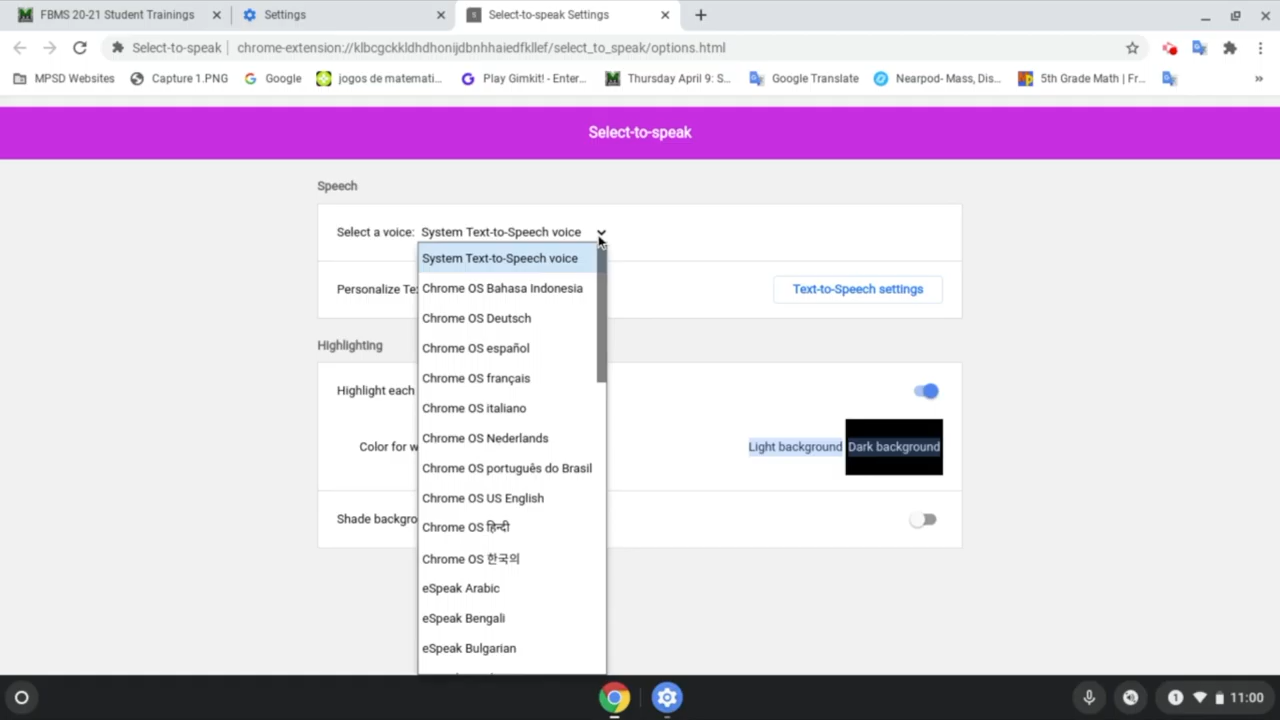 FBMS 20-21 Student Trainings
Settings
Select-to-speak Settings
Select-to-speak
chrome-extension://klbcgckkldhdhonijdbnhhaiedfkllef/select_to_speak/options.html
MPSD Websites
Capture 1.PNG
Google
jogos de matemati...
Play Gimkit! - Enter...
Thursday April 9: S...
Google Translate
Nearpod- Mass, Dis...
5th Grade Math | Fr...
»
Select-to-speak
Speech
Select a voice: System Text-to-Speech voice
System Text-to-Speech voice
Chrome OS Bahasa Indonesia
Personalize Te
Text-to-Speech settings
Chrome OS Deutsch
Highlighting
Chrome OS español
Chrome OS français
Highlight each
Chrome OS italiano
Chrome OS Nederlands
Color for w
Light background
Dark background
Chrome OS português do Brasil
Chrome OS US English
Shade backgro
Chrome OS हिन्दी
Chrome OS 한국의
eSpeak Arabic
eSpeak Bengali
eSpeak Bulgarian
1
11:00